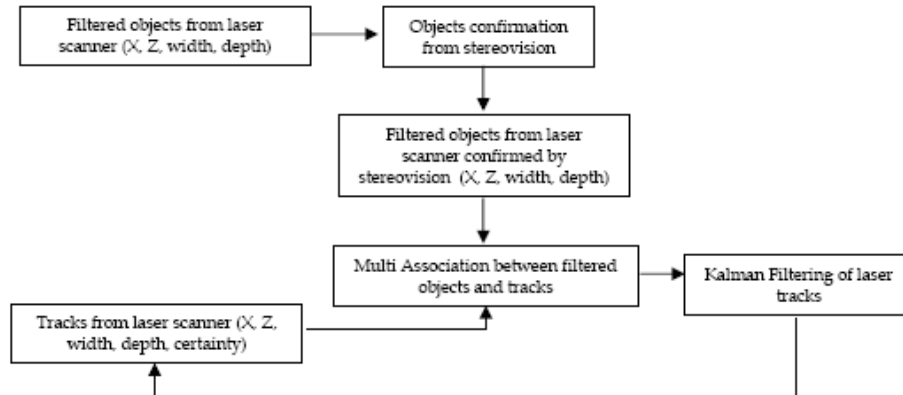 Filtered objects from laser
scanner (X, Z, width, depth)
Objects confirmation
from stereovision
Filtered objects from laser
scanner confirmed by
stereovision (X, Z, width, depth)
Multi Association between filtered
objects and tracks
Kalman Filtering of laser
tracks
Tracks from laser scanner (X, Z,
width, depth, certainty)